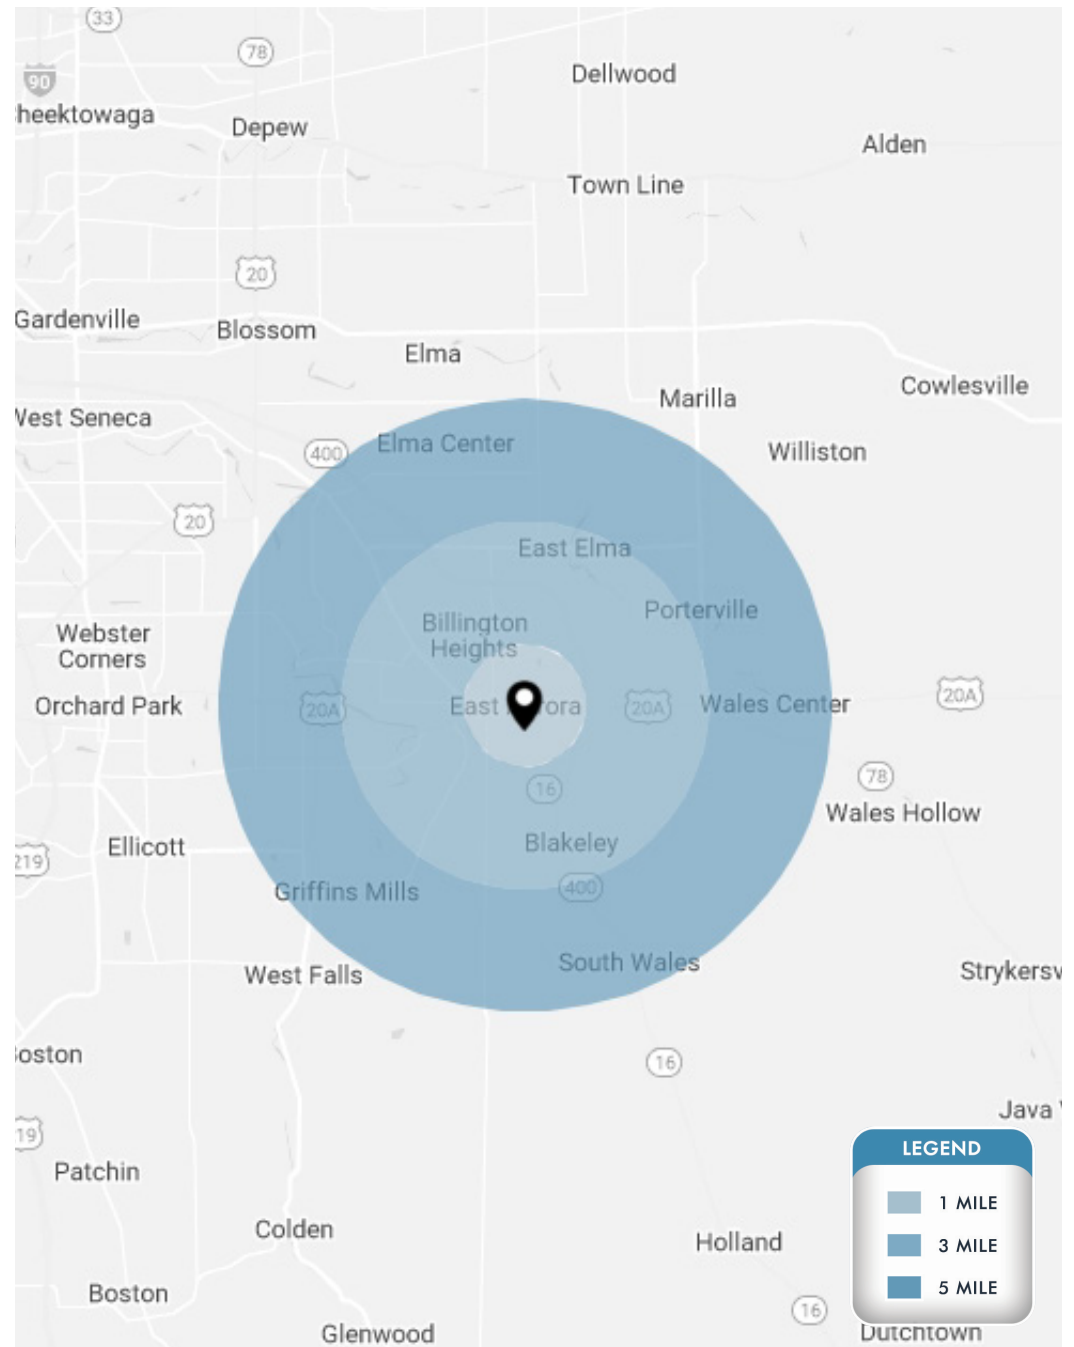 33
78
Dellwood
90
heektowaga
Depew
Alden
Town Line
20
Gardenville
Blossom
Elma
Cowlesville
Marilla
West Seneca
Elma Center
400
Williston
20
East Elma
Porterville
Billington
Heights
Webster
Corners
Orchard Park
20A
East rora
20A
Wales Center
20A
78
16
Wales Hollow
Blakeley
Ellicott
219
400
Griffins Mills
South Wales
West Falls
Strykersv
oston
16
Java
19
LEGEND
1 MILE
3 MILE
5 MILE
Patchin
Colden
Holland
Boston
16
Glenwood
Dutchtown